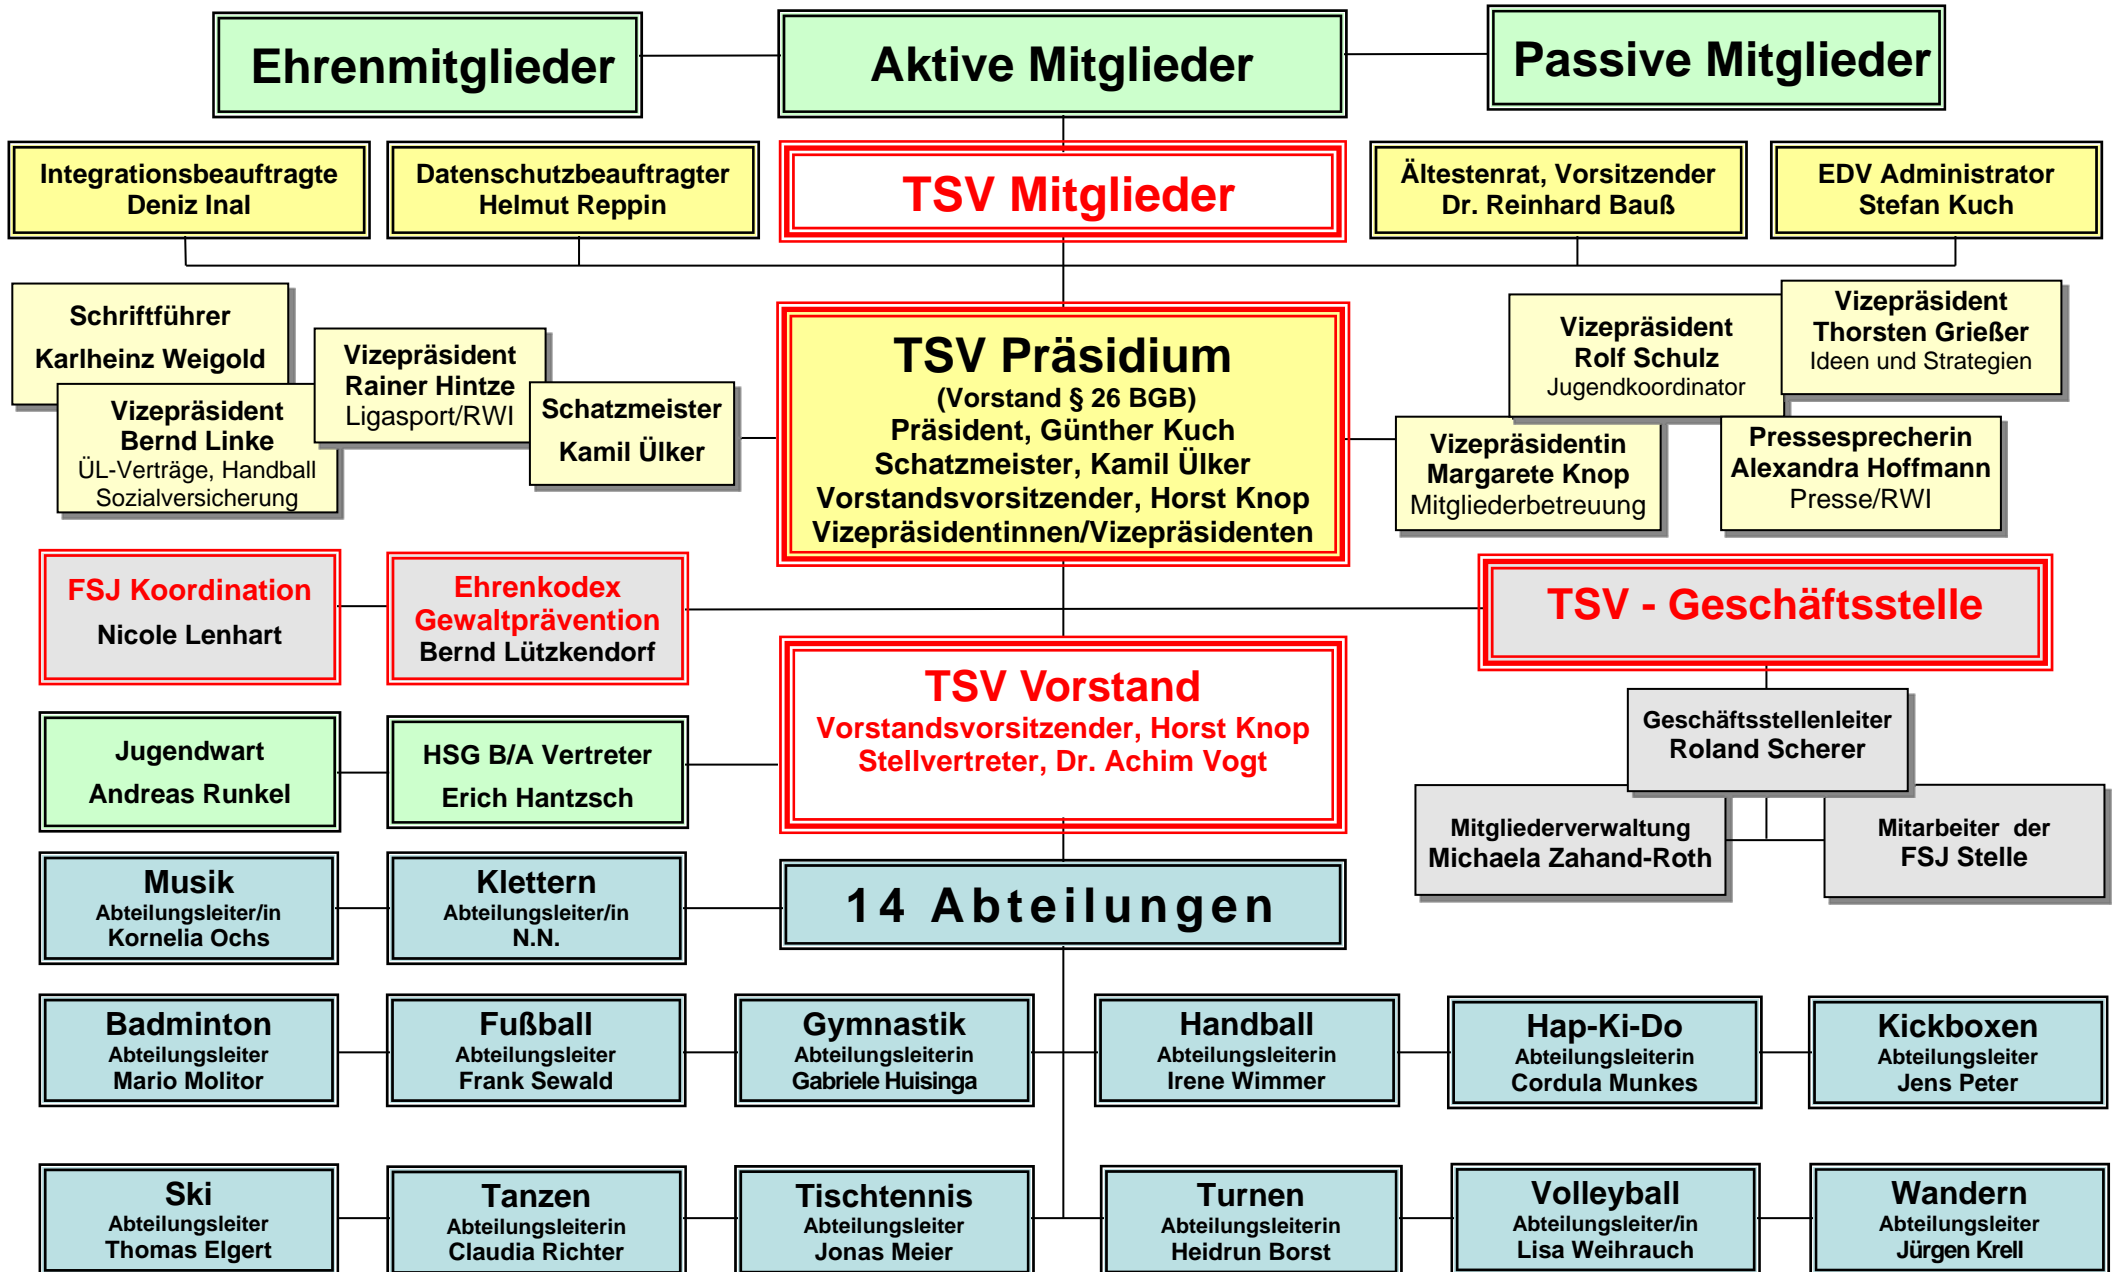 Ehrenmitglieder
Aktive Mitglieder
Passive Mitglieder
Integrationsbeauftragte
Deniz Inal
Datenschutzbeauftragter
Helmut Reppin
TSV Mitglieder
Ältestenrat, Vorsitzender
Dr. Reinhard Bauß
EDV Administrator
Stefan Kuch
Schriftführer
Karlheinz Weigold
Vizepräsident
Bernd Linke
ÜL-Verträge, Handball
Sozialversicherung
Vizepräsident
Rainer Hintze
Ligasport/RWI
Schatzmeister
Kamil Ülker
TSV Präsidium
(Vorstand § 26 BGB)
Präsident, Günther Kuch
Schatzmeister, Kamil Ülker
Vorstandsvorsitzender, Horst Knop
Vizepräsidentinnen/Vizepräsidenten
Vizepräsident
Rolf Schulz
Jugendkoordinator
Vizepräsident
Thorsten Grießer
Ideen und Strategien
Vizepräsidentin
Margarete Knop
Mitgliederbetreuung
Pressesprecherin
Alexandra Hoffmann
Presse/RWI
FSJ Koordination
Nicole Lenhart
Ehrenkodex
Gewaltprävention
Bernd Lützkendorf
TSV - Geschäftsstelle
TSV Vorstand
Vorstandsvorsitzender, Horst Knop
Stellvertreter, Dr. Achim Vogt
Geschäftsstellenleiter
Roland Scherer
Jugendwart
Andreas Runkel
HSG B/A Vertreter
Erich Hantzsch
Mitgliederverwaltung
Michaela Zahand-Roth
Mitarbeiter der
FSJ Stelle
Musik
Abteilungsleiter/in
Kornelia Ochs
Klettern
Abteilungsleiter/in
N.N.
14 Abteilungen
Badminton
Abteilungsleiter
Mario Molitor
Fußball
Abteilungsleiter
Frank Sewald
Gymnastik
Abteilungsleiterin
Gabriele Huisinga
Handball
Abteilungsleiterin
Irene Wimmer
Hap-Ki-Do
Abteilungsleiterin
Cordula Munkes
Kickboxen
Abteilungsleiter
Jens Peter
Ski
Abteilungsleiter
Thomas Elgert
Tanzen
Abteilungsleiterin
Claudia Richter
Tischtennis
Abteilungsleiter
Jonas Meier
Turnen
Abteilungsleiterin
Heidrun Borst
Volleyball
Abteilungsleiter/in
Lisa Weihrauch
Wandern
Abteilungsleiter
Jürgen Krell